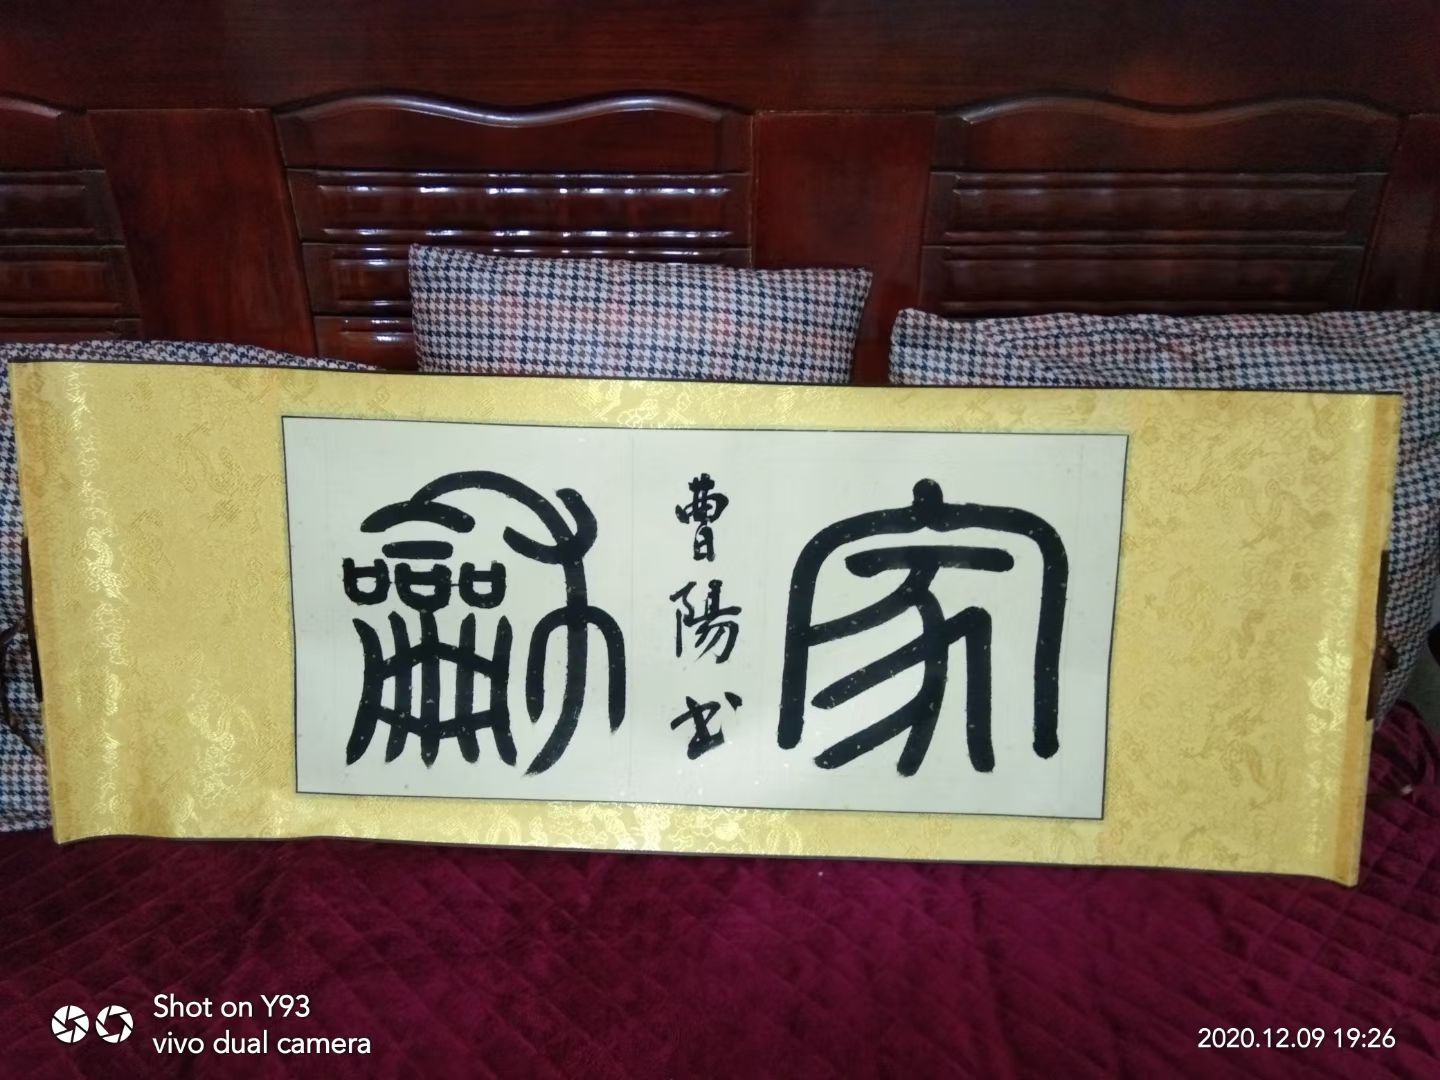 家
曹陽书
龢
Shot on Y93
vivo dual camera
2020.12.09 19:26